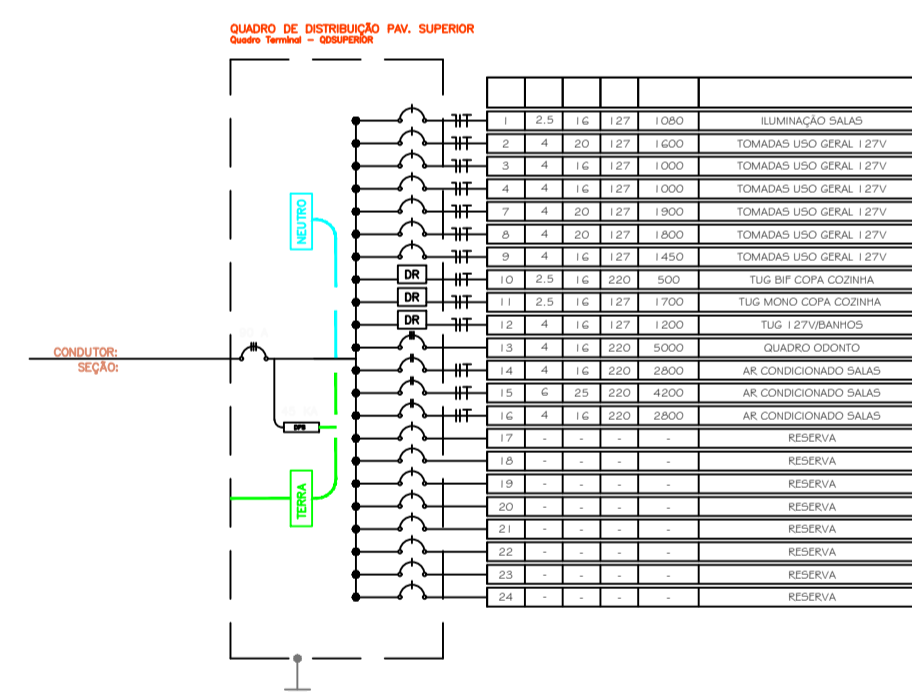 QUADRO DE DISTRIBUIÇÃO PAV. SUPERIOR
Quadro Terminal - QDSUPERIOR
1 2.5 16 127 1080 ILUMINAÇÃO SALAS
2 4 20 127 1600 TOMADAS USO GERAL 127V
3 4 16 127 1000 TOMADAS USO GERAL 127V
4 4 16 127 1000 TOMADAS USO GERAL 127V
7 4 20 127 1900 TOMADAS USO GERAL 127V
8 4 20 127 1800 TOMADAS USO GERAL 127V
9 4 16 127 1450 TOMADAS USO GERAL 127V
DR 10 2.5 16 220 500 TUG BIF COPA COZINHA
DR 11 2.5 16 127 1700 TUG MONO COPA COZINHA
DR 12 4 16 127 1200 TUG 127V/BANHOS
13 4 16 220 5000 QUADRO ODONTO
14 4 16 220 2800 AR CONDICIONADO SALAS
15 6 25 220 4200 AR CONDICIONADO SALAS
16 4 16 220 2800 AR CONDICIONADO SALAS
17 - - - - RESERVA
18 - - - - RESERVA
19 - - - - RESERVA
20 - - - - RESERVA
21 - - - - RESERVA
22 - - - - RESERVA
23 - - - - RESERVA
24 - - - - RESERVA
NEUTRO
CONDUTOR:
SEÇÃO:
DPS
TERRA